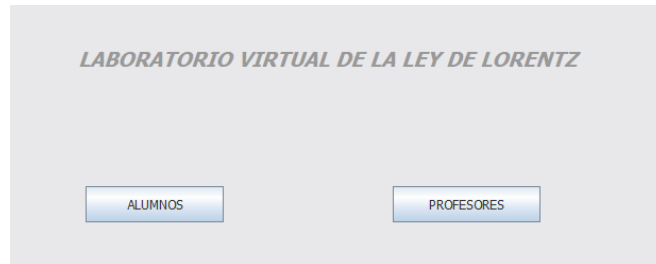 LABORATORIO VIRTUAL DE LA LEY DE LORENTZ
ALUMNOS
PROFESORES